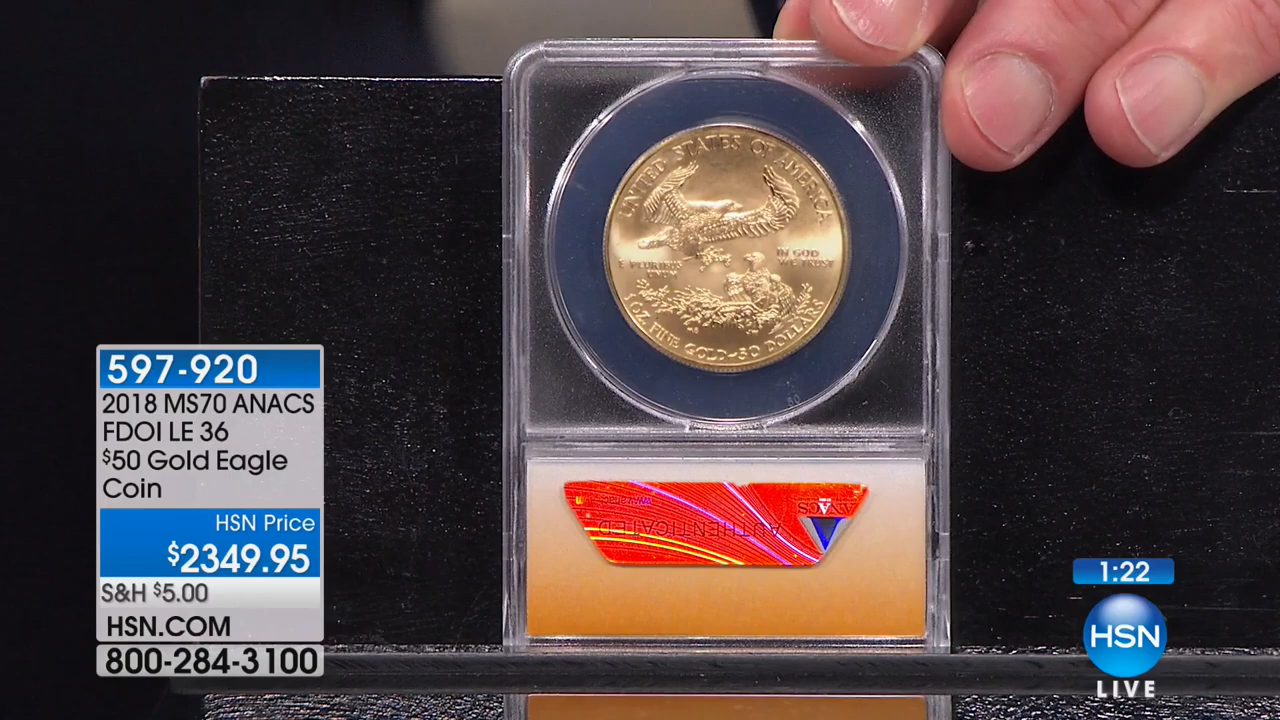 UNITED STATES OF AMERICA
E PLURIBUS
UNUM
IN GOD
WE TRUST
1 OZ. FINE GOLD~50 DOLLARS
ANACS
AUTHENTICATED
597-920
2018 MS70 ANACS
FDOI LE 36
$50 Gold Eagle
Coin
HSN Price
$2349.95
S&H $5.00
HSN.COM
800-284-3100
1:22
HSN
LIVE